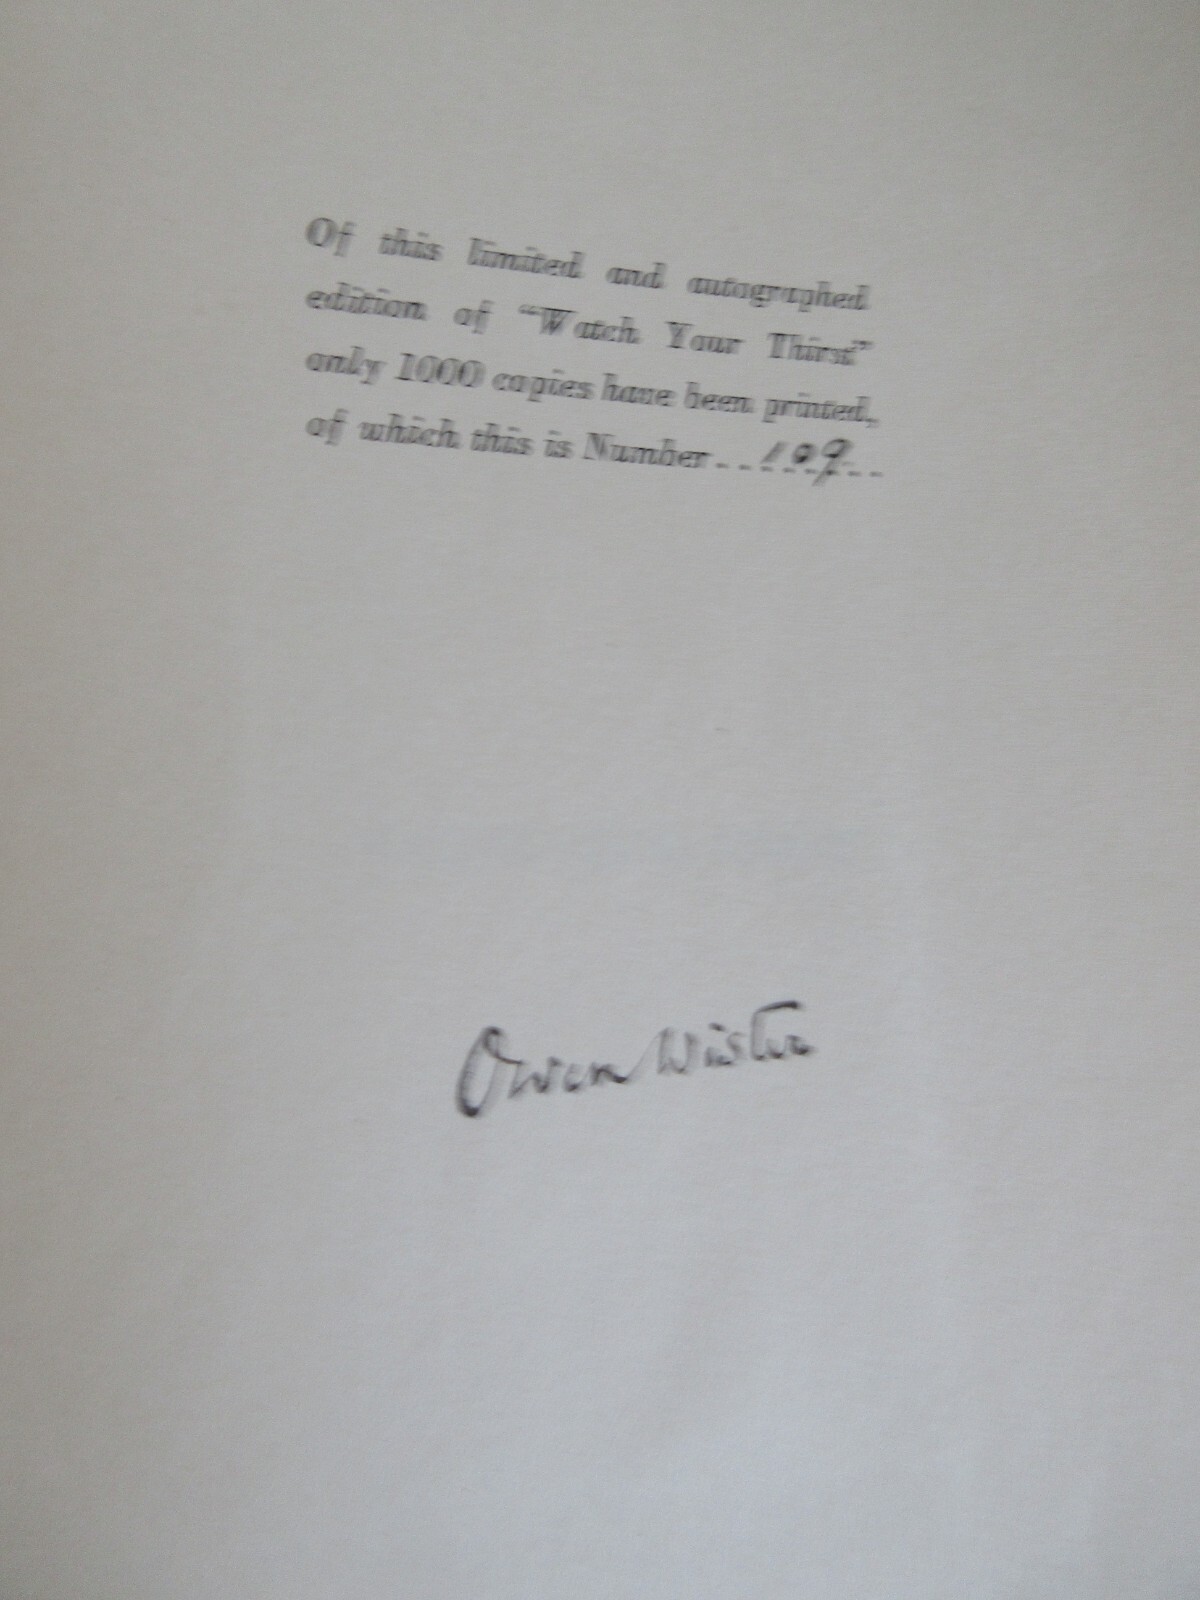 Of this limited and autographed
edition of “Watch Your Thirst”
only 1000 copies have been printed,
of which this is Number....109....
Owen Wister